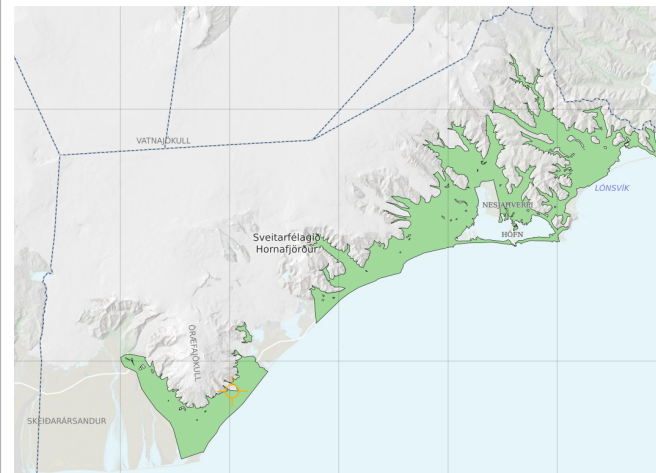 VATNAJÖKULL
LÓNSVÍK
NESJAHVERFI
HÖFN
Sveitarfélagið
Hornafjörður
ÖRÆFAJÖKULL
SKEIÐARÁRSANDUR